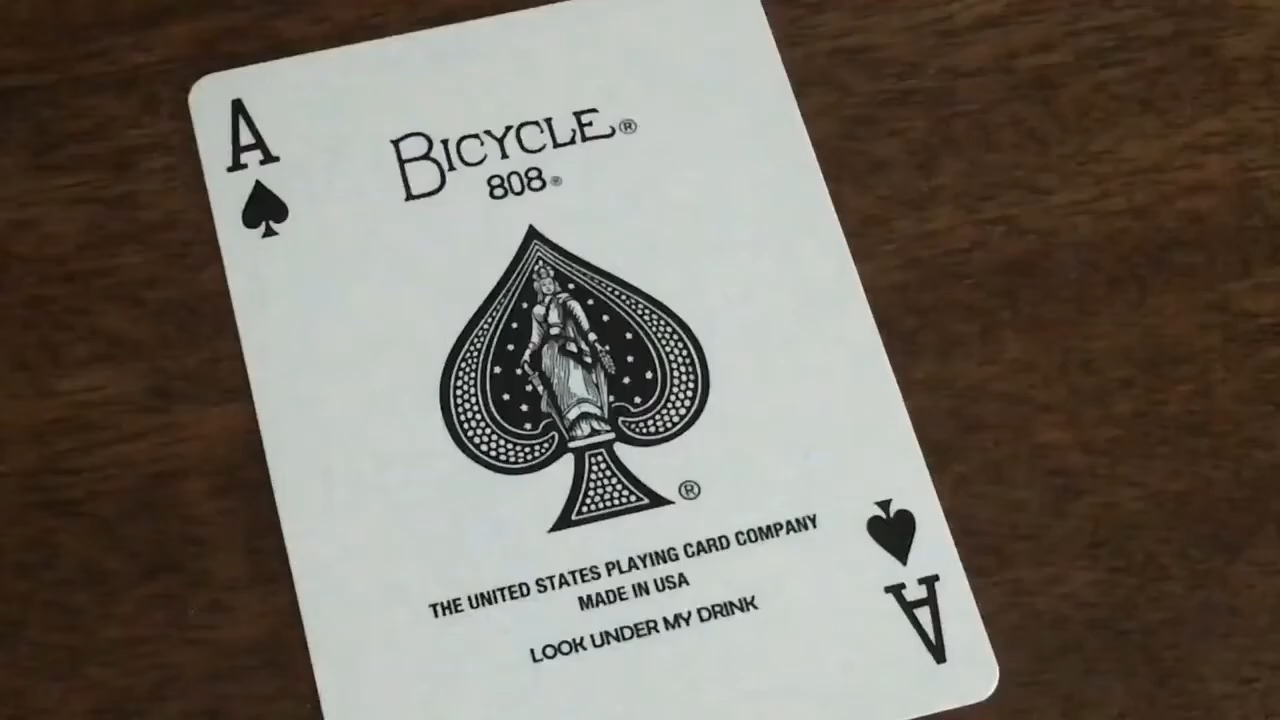 A
BICYCLE®
808®
®
THE UNITED STATES PLAYING CARD COMPANY
MADE IN USA
LOOK UNDER MY DRINK
A